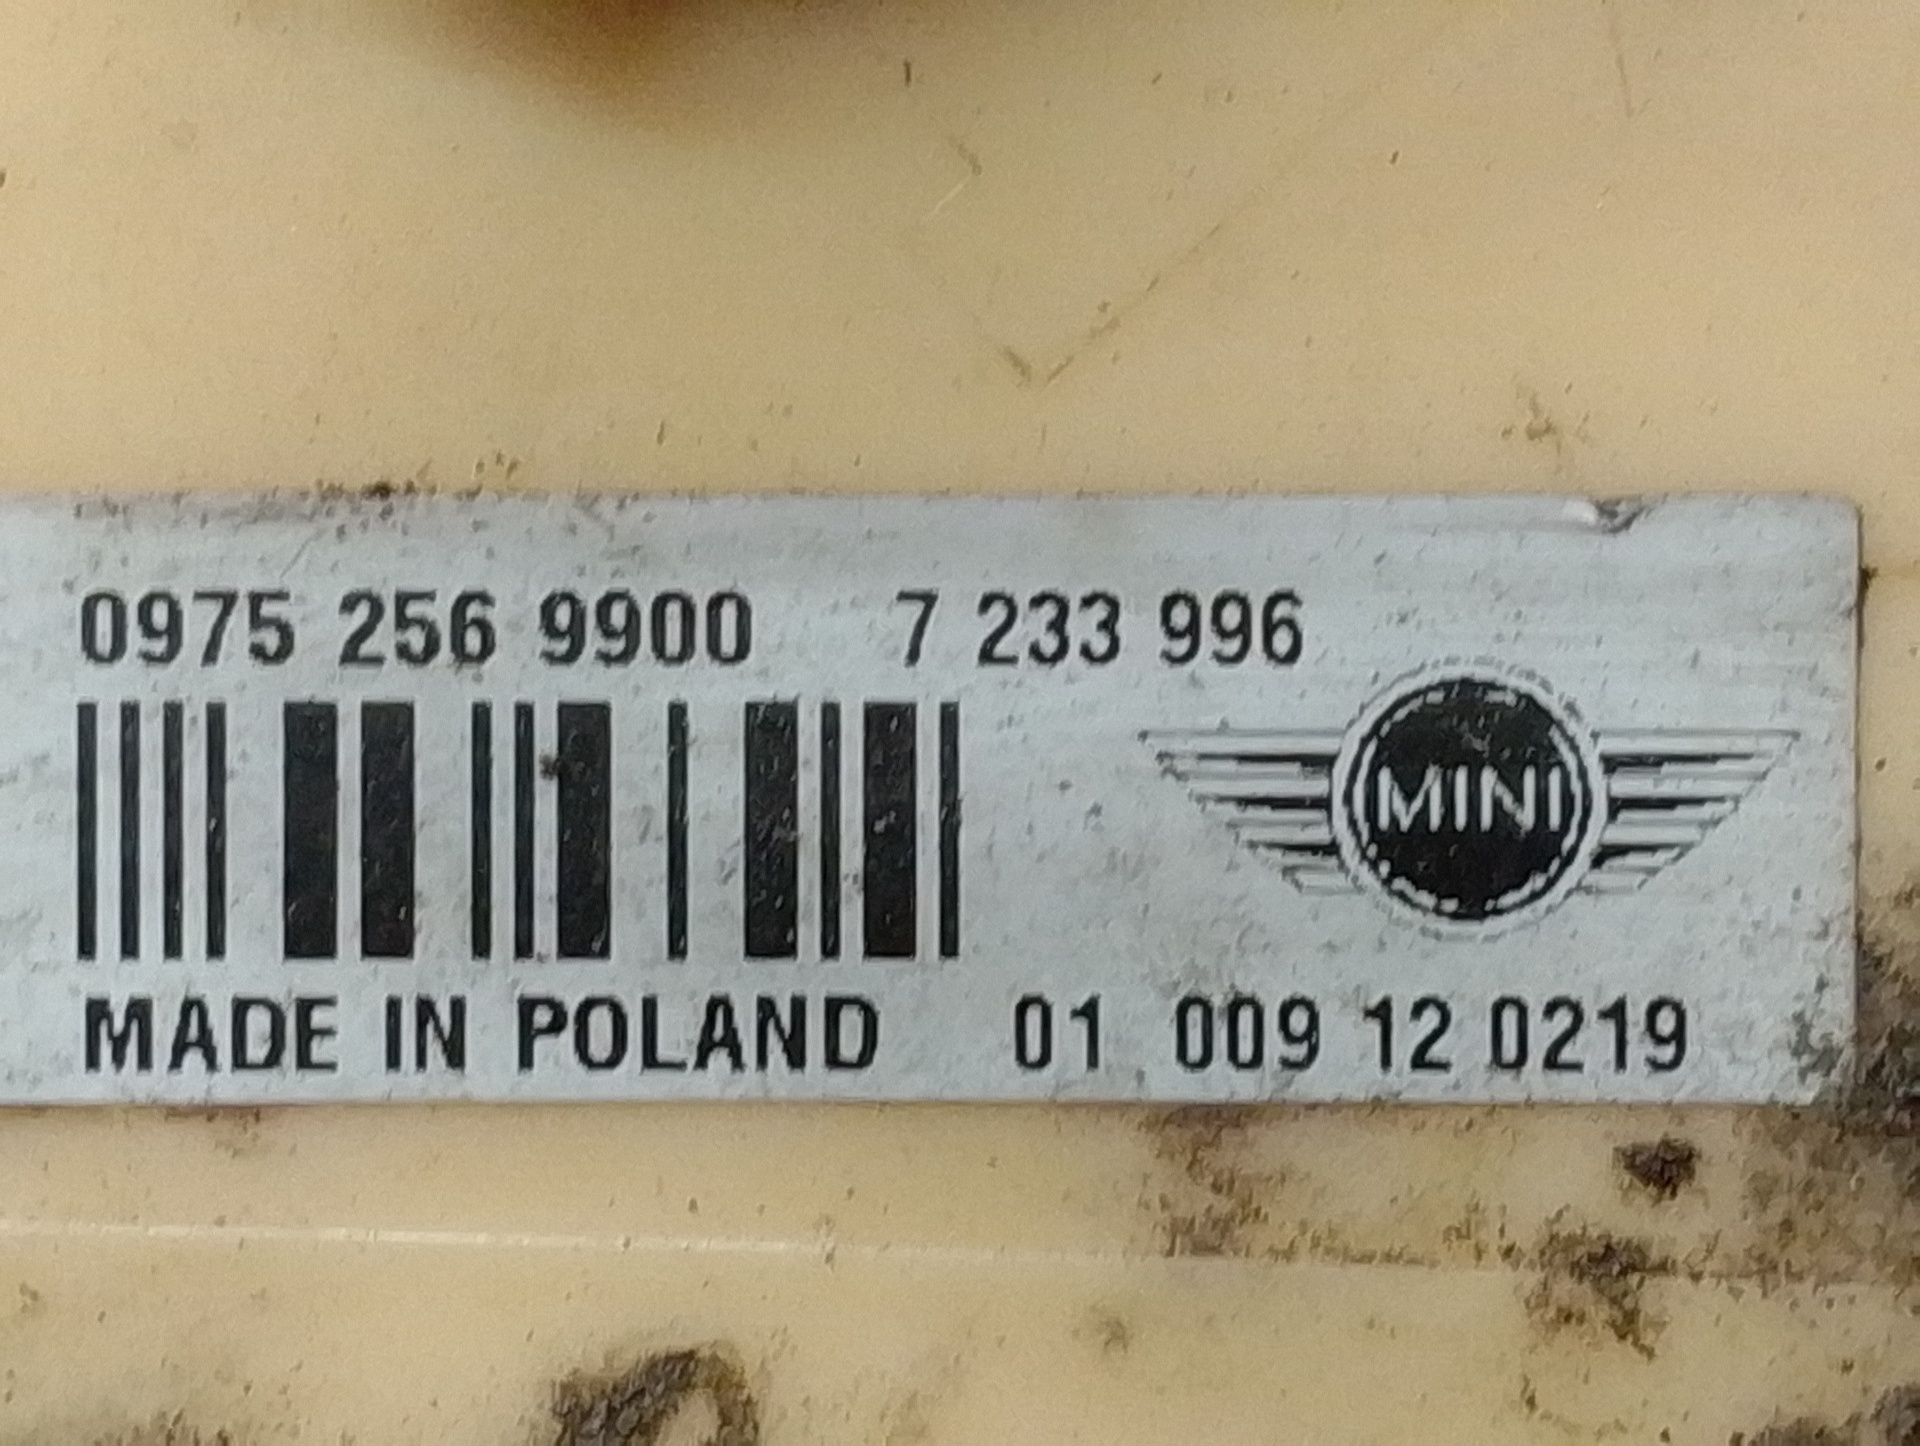 0975 256 9900 7 233 996
MINI
MADE IN POLAND 01 009 12 0219